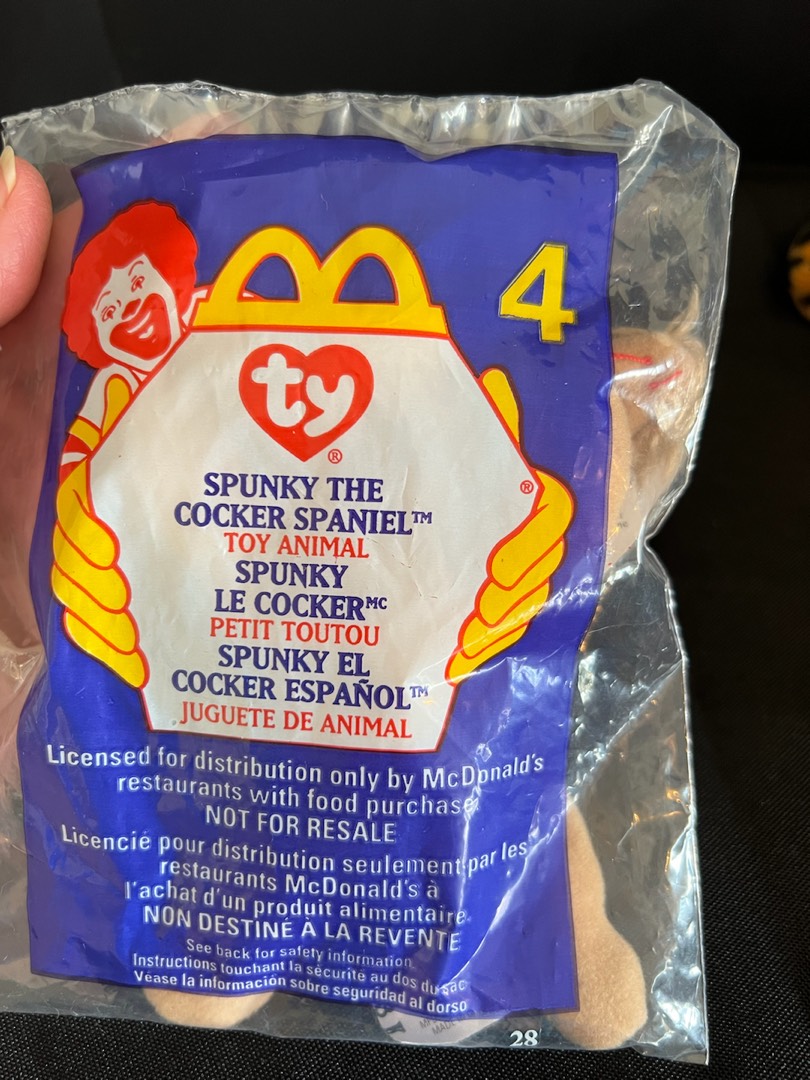 4
ty®
®
SPUNKY THE
COCKER SPANIEL™
TOY ANIMAL
SPUNKY
LE COCKERᴹᶜ
PETIT TOUTOU
SPUNKY EL
COCKER ESPAÑOL™
JUGUETE DE ANIMAL
Licensed for distribution only by McDonald's
restaurants with food purchase
NOT FOR RESALE
Licencié pour distribution seulement par les
restaurants McDonald's à
l'achat d'un produit alimentaire.
NON DESTINÉ À LA REVENTE
See back for safety information.
Instructions touchant la sécurité au dos du sac
Véase la información sobre seguridad al dorso
28